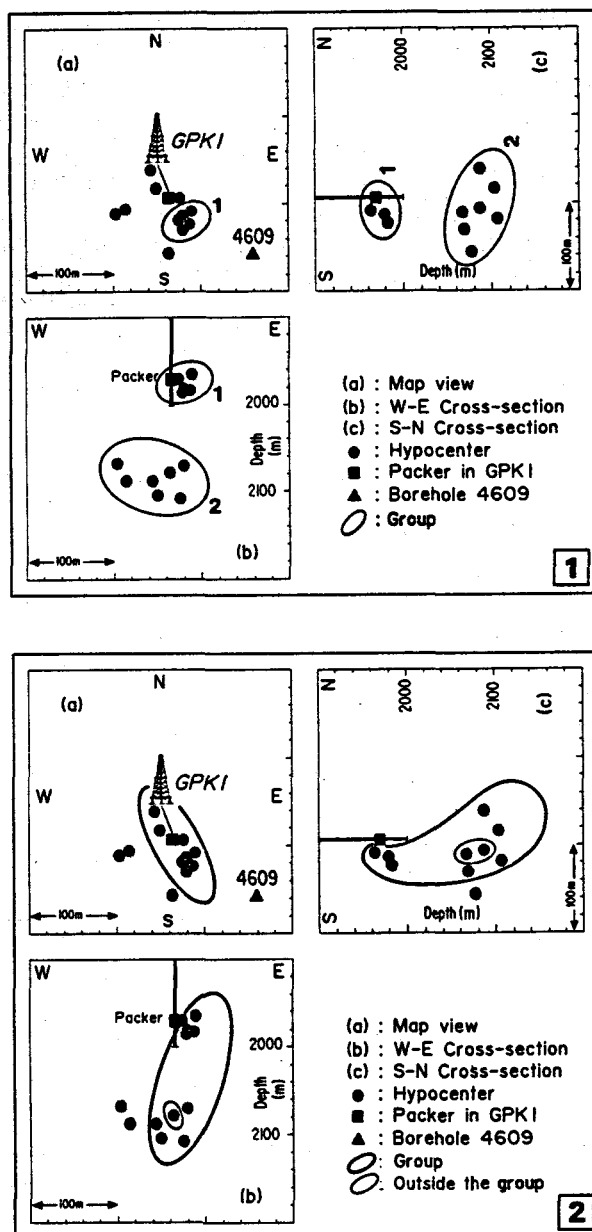 (a)
N
GPK1
W
E
1
4609
100m
S
N
2000
2100
(c)
1
2
S
Depth (m)
100m
W
E
Packer
1
2000
Depth (m)
2100
2
100m
(b)
(a) : Map view
(b) : W-E Cross-section
(c) : S-N Cross-section
: Hypocenter
: Packer in GPK1
: Borehole 4609
: Group
1
(a)
N
GPK1
W
E
4609
100m
S
N
2000
2100
(c)
S
Depth (m)
100m
W
E
Packer
2000
Depth (m)
2100
100m
(b)
(a) : Map view
(b) : W-E Cross-section
(c) : S-N Cross-section
: Hypocenter
: Packer in GPK1
: Borehole 4609
: Group
: Outside the group
2